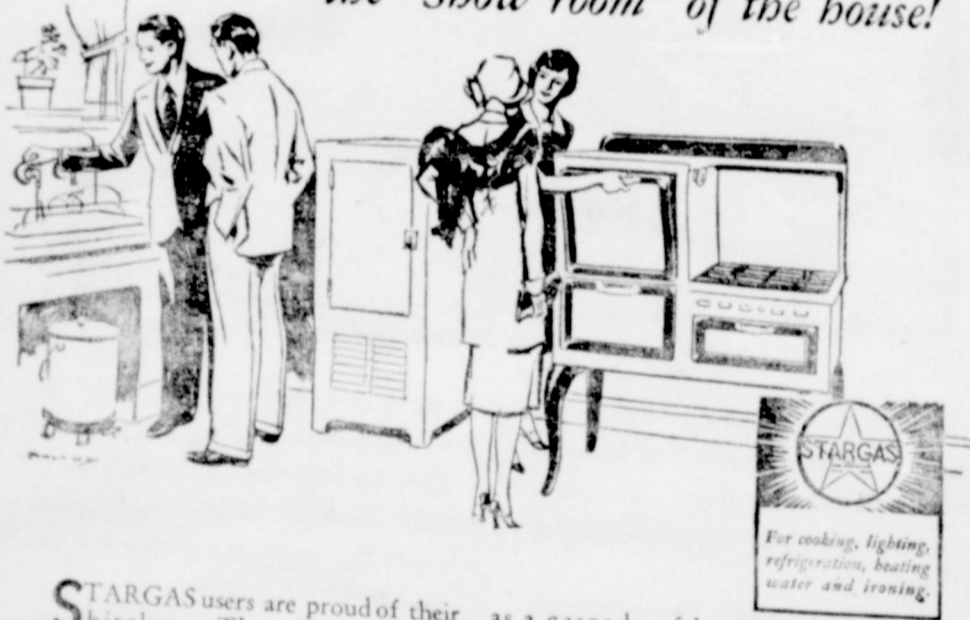 the "Show room" of the house!
STARGAS
For cooking, lighting,
refrigeration, heating
water and ironing.
STARGAS users are proud of their
as a